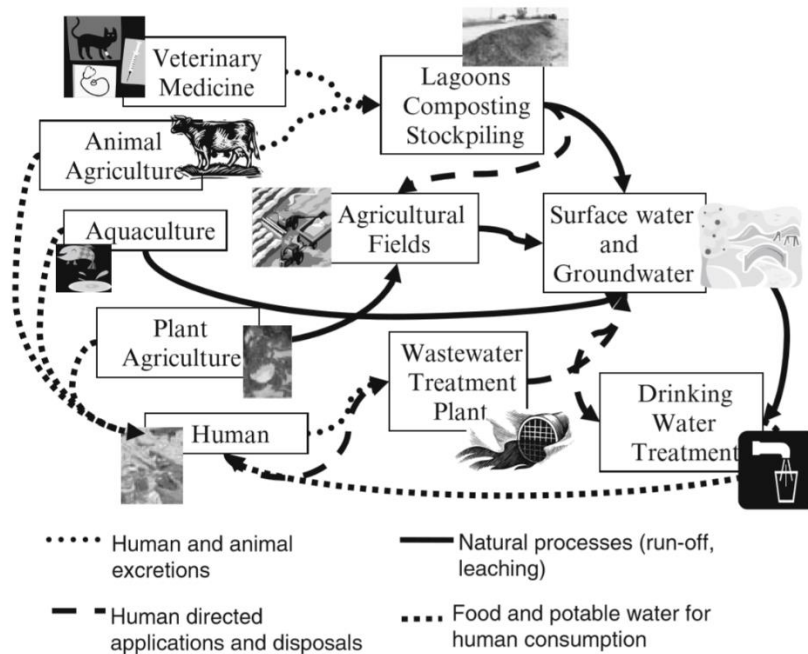 Veterinary
Medicine
Lagoons
Composting
Stockpiling
Animal
Agriculture
Aquaculture
Agricultural
Fields
Surface water
and
Groundwater
Plant
Agriculture
Wastewater
Treatment
Plant
Drinking
Water
Treatment
Human
Human and animal
excretions
Natural processes (run-off,
leaching)
Human directed
applications and disposals
Food and potable water for
human consumption